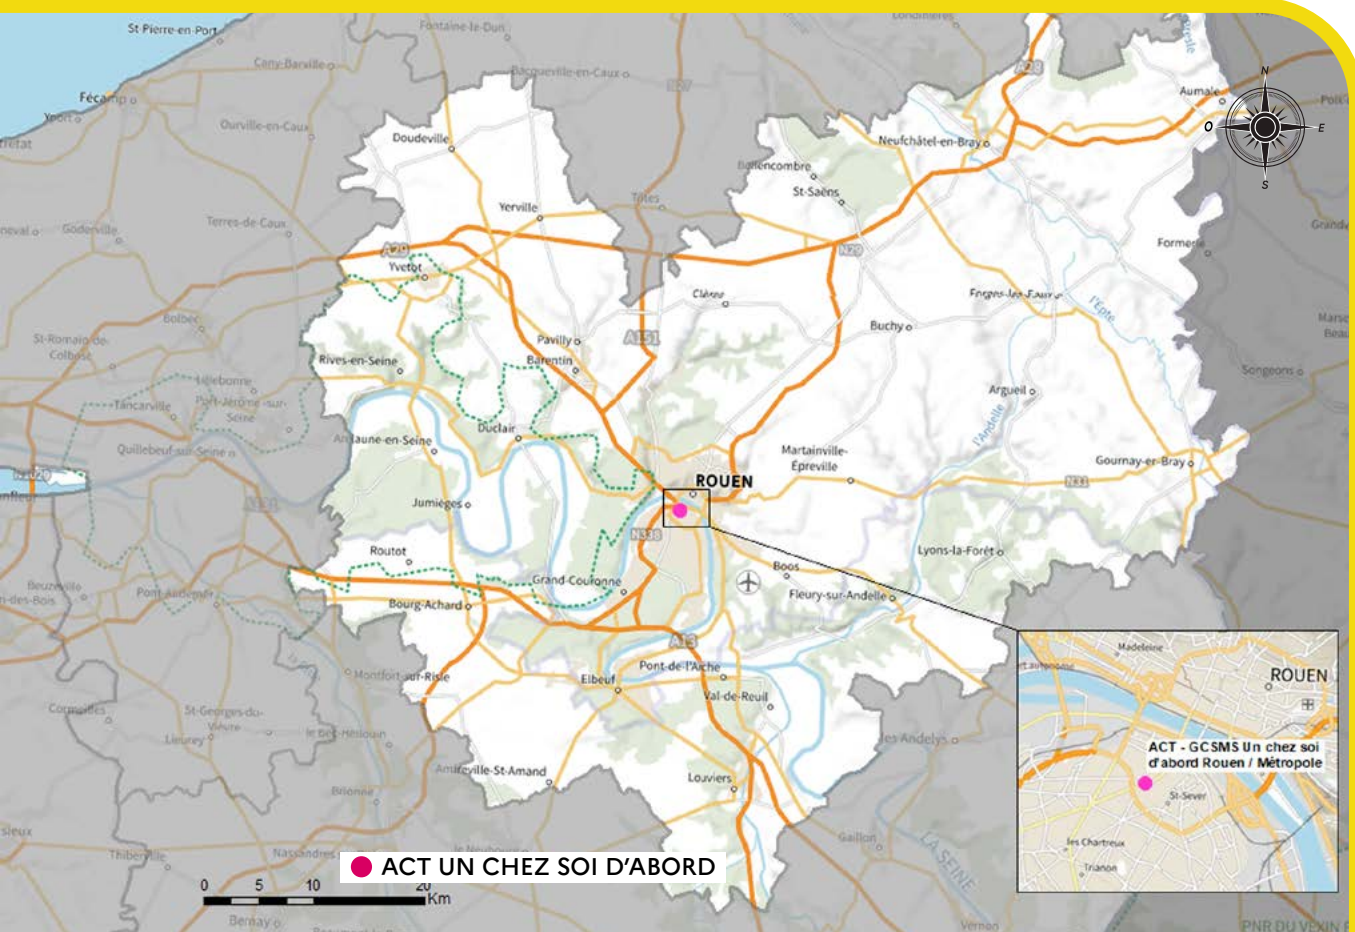 St-Pierre-en-Port
Fontaine-le-Dun
Londinières
Cany-Barville
Bacqueville-en-Caux
A28
N27
Fécamp
Yport
Ourville-en-Caux
Aumale
Poix
N
O
E
S
Doudeville
Neufchâtel-en-Bray
Bellencombre
St-Saëns
Tôtes
Yerville
Terres-de-Caux
Goderville
Formerie
A29
N29
Yvetot
Clères
Forges-les-Eaux
l'Epte
Bolbec
Buchy
St-Romain-de-
Colbosc
Pavilly
A151
Barentin
Rives-en-Seine
Songeons
Lillebonne
Argueil
Tancarville
Port-Jérôme-sur-
Seine
l'Andelle
Duclair
Arelaune-en-Seine
Quillebeuf-sur-Seine
Martainville-
Épreville
Gournay-en-Bray
ROUEN
N31
Jumièges
N338
Routot
Lyons-la-Forêt
Boos
Grand-Couronne
Beuzeville
Pont-Audemer
Fleury-sur-Andelle
Bourg-Achard
A13
Pont-de-l'Arche
Montfort-sur-Risle
Elbeuf
Val-de-Reuil
Cormeilles
St-Georges-du-
Vièvre
Lieurey
le Bec-Hellouin
les Andelys
Amfreville-St-Amand
Louviers
Brionne
Gaillon
LA SEINE
Thiberville
Nassandres
le Neubourg
Madeleine
ROUEN
ACT - GCSMS Un chez soi
d'abord Rouen / Métropole
St-Sever
les Chartreux
Trianon
ACT UN CHEZ SOI D'ABORD
0 5 10 20
Km
Bernay
Vernon
PNR DU VEXIN F